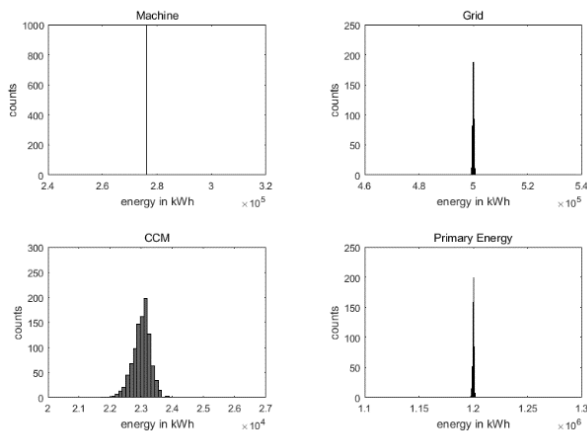 Machine
1000
800
600
400
200
0
counts
2.4 2.6 2.8 3 3.2
energy in kWh ×10^5
Grid
250
200
150
100
50
0
counts
4.6 4.8 5 5.2 5.4
energy in kWh ×10^5
CCM
300
250
200
150
100
50
0
counts
2 2.1 2.2 2.3 2.4 2.5 2.6 2.7
energy in kWh ×10^4
Primary Energy
250
200
150
100
50
0
counts
1.1 1.15 1.2 1.25 1.3
energy in kWh ×10^6